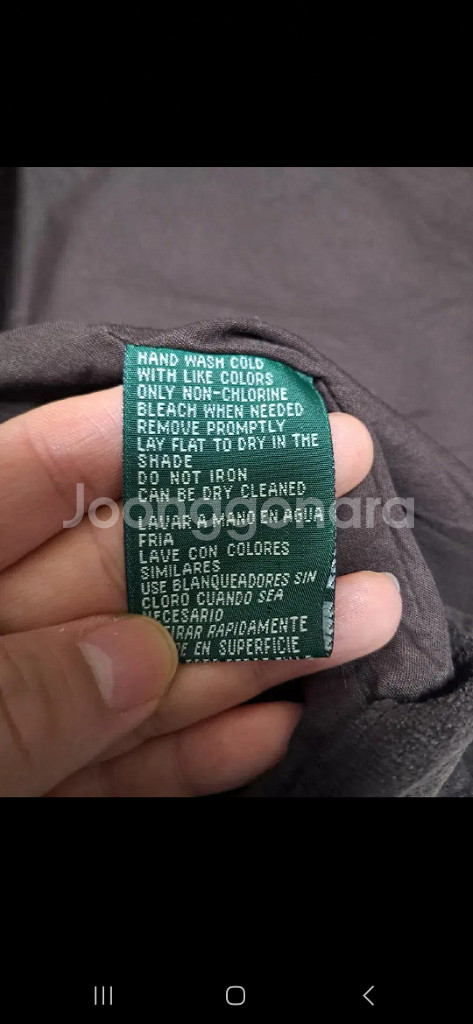 HAND WASH COLD
WITH LIKE COLORS
ONLY NON-CHLORINE
BLEACH WHEN NEEDED
REMOVE PROMPTLY
LAY FLAT TO DRY IN THE
SHADE
DO NOT IRON
CAN BE DRY CLEANED
Joonggonara
LAVAR A MANO EN AGUA
FRIA
LAVE CON COLORES
SIMILARES
USE BLANQUEADORES SIN
CLORO CUANDO SEA
NECESARIO
RAPIDAMENTE
EN SUPERFICIE